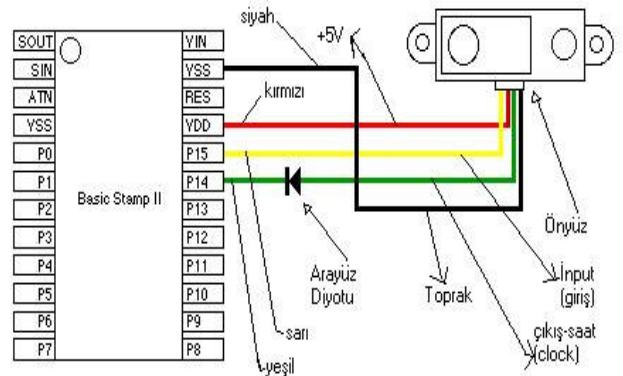 siyah
+5V
SOUT
SIN
ATN
VSS
P0
P1
P2
P3
P4
P5
P6
P7
Basic Stamp II
VIN
VSS
RES
VDD
P15
P14
P13
P12
P11
P10
P9
P8
kırmızı
Önyüz
Arayüz
Diyotu
Toprak
İnput
(giriş)
sarı
yeşil
çıkış-saat
(clock)